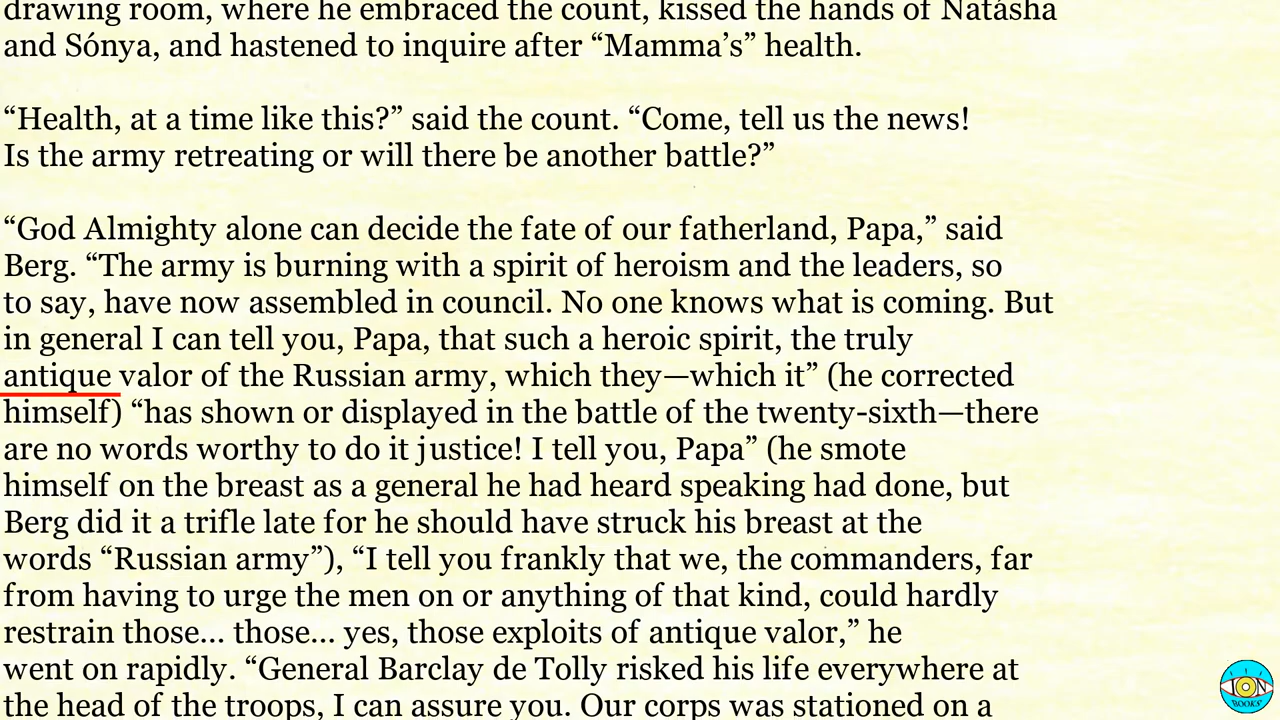 drawing room, where he embraced the count, kissed the hands of Natásha
and Sónya, and hastened to inquire after “Mamma’s” health.
“Health, at a time like this?” said the count. “Come, tell us the news!
Is the army retreating or will there be another battle?”
“God Almighty alone can decide the fate of our fatherland, Papa,” said
Berg. “The army is burning with a spirit of heroism and the leaders, so
to say, have now assembled in council. No one knows what is coming. But
in general I can tell you, Papa, that such a heroic spirit, the truly
antique valor of the Russian army, which they—which it” (he corrected
himself) “has shown or displayed in the battle of the twenty-sixth—there
are no words worthy to do it justice! I tell you, Papa” (he smote
himself on the breast as a general he had heard speaking had done, but
Berg did it a trifle late for he should have struck his breast at the
words “Russian army”), “I tell you frankly that we, the commanders, far
from having to urge the men on or anything of that kind, could hardly
restrain those... those... yes, those exploits of antique valor,” he
went on rapidly. “General Barclay de Tolly risked his life everywhere at
the head of the troops, I can assure you. Our corps was stationed on a
ION
BOOKS